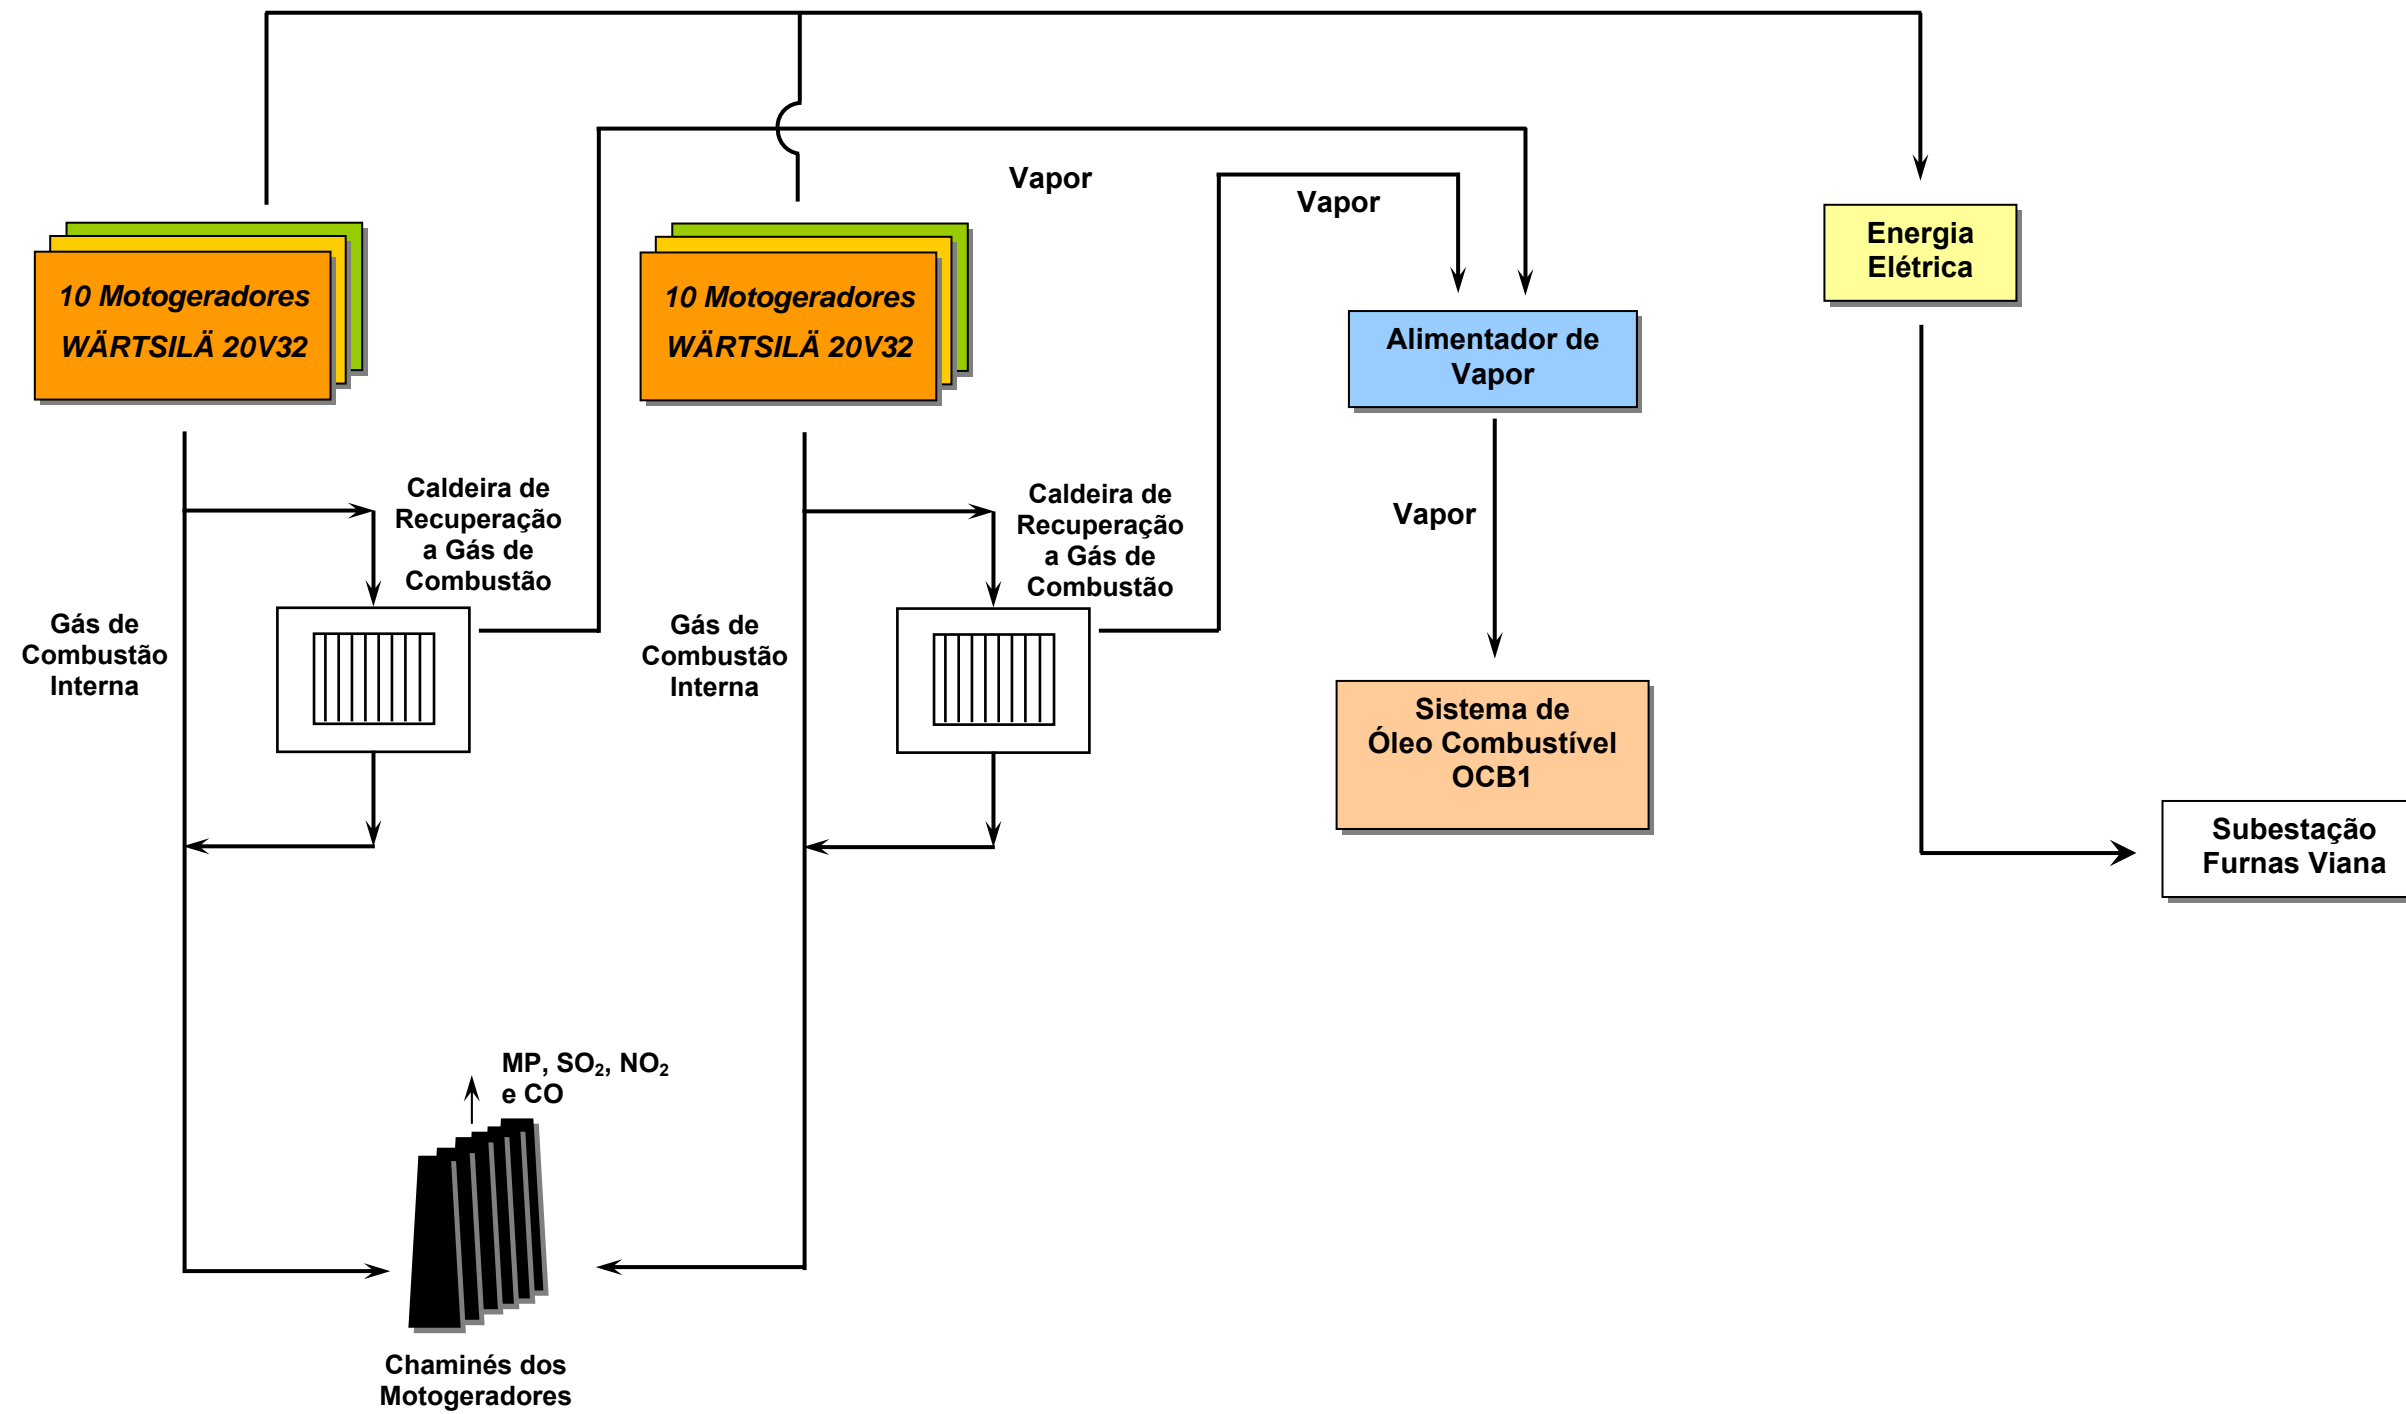 Vapor
Vapor
Energia
Elétrica
10 Motogeradores
WÄRTSILÄ 20V32
10 Motogeradores
WÄRTSILÄ 20V32
Alimentador de
Vapor
Caldeira de
Recuperação
a Gás de
Combustão
Caldeira de
Recuperação
a Gás de
Combustão
Vapor
Gás de
Combustão
Interna
Gás de
Combustão
Interna
Sistema de
Óleo Combustível
OCB1
Subestação
Furnas Viana
MP, SO₂, NO₂
e CO
Chaminés dos
Motogeradores